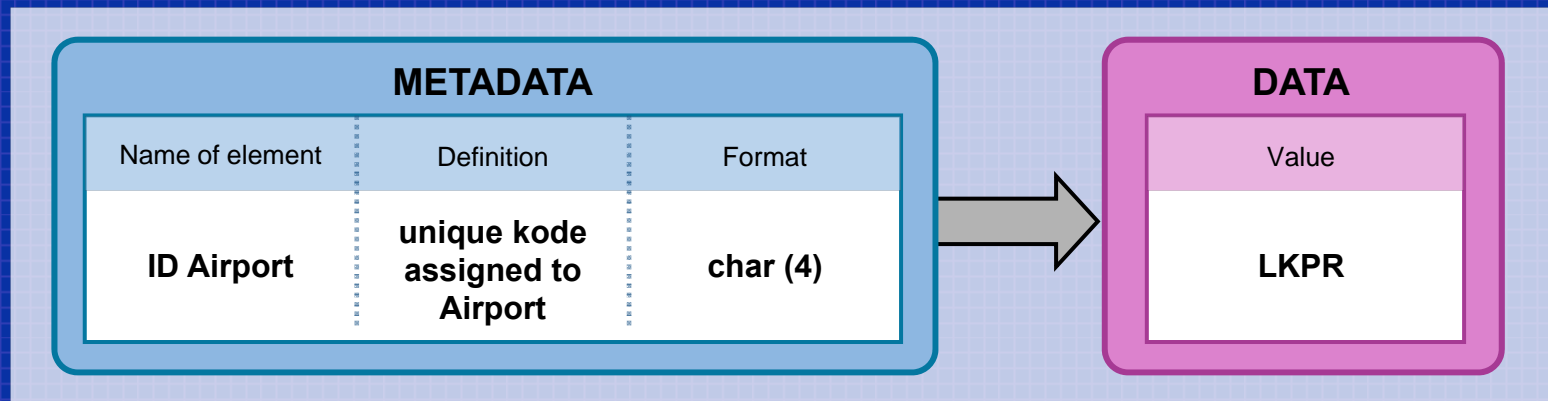 METADATA
DATA
Name of element
Definition
Format
Value
ID Airport
unique kode
assigned to
Airport
char (4)
LKPR